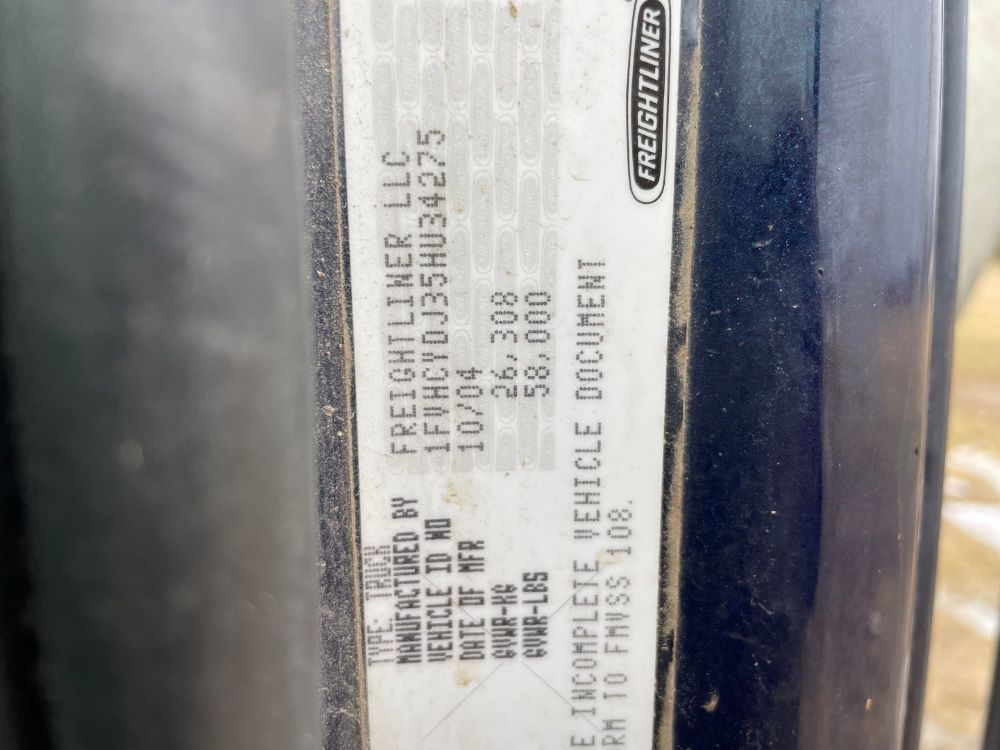 FREIGHTLINER
TYPE: TRUCK
MANUFACTURED BY FREIGHTLINER LLC
VEHICLE ID NO 1FVHCYDJ35HU34275
DATE OF MFR 10/04
GVWR-KG 26,308
GVWR-LBS 58,000
E INCOMPLETE VEHICLE DOCUMENT
RM TO FMVSS 108.